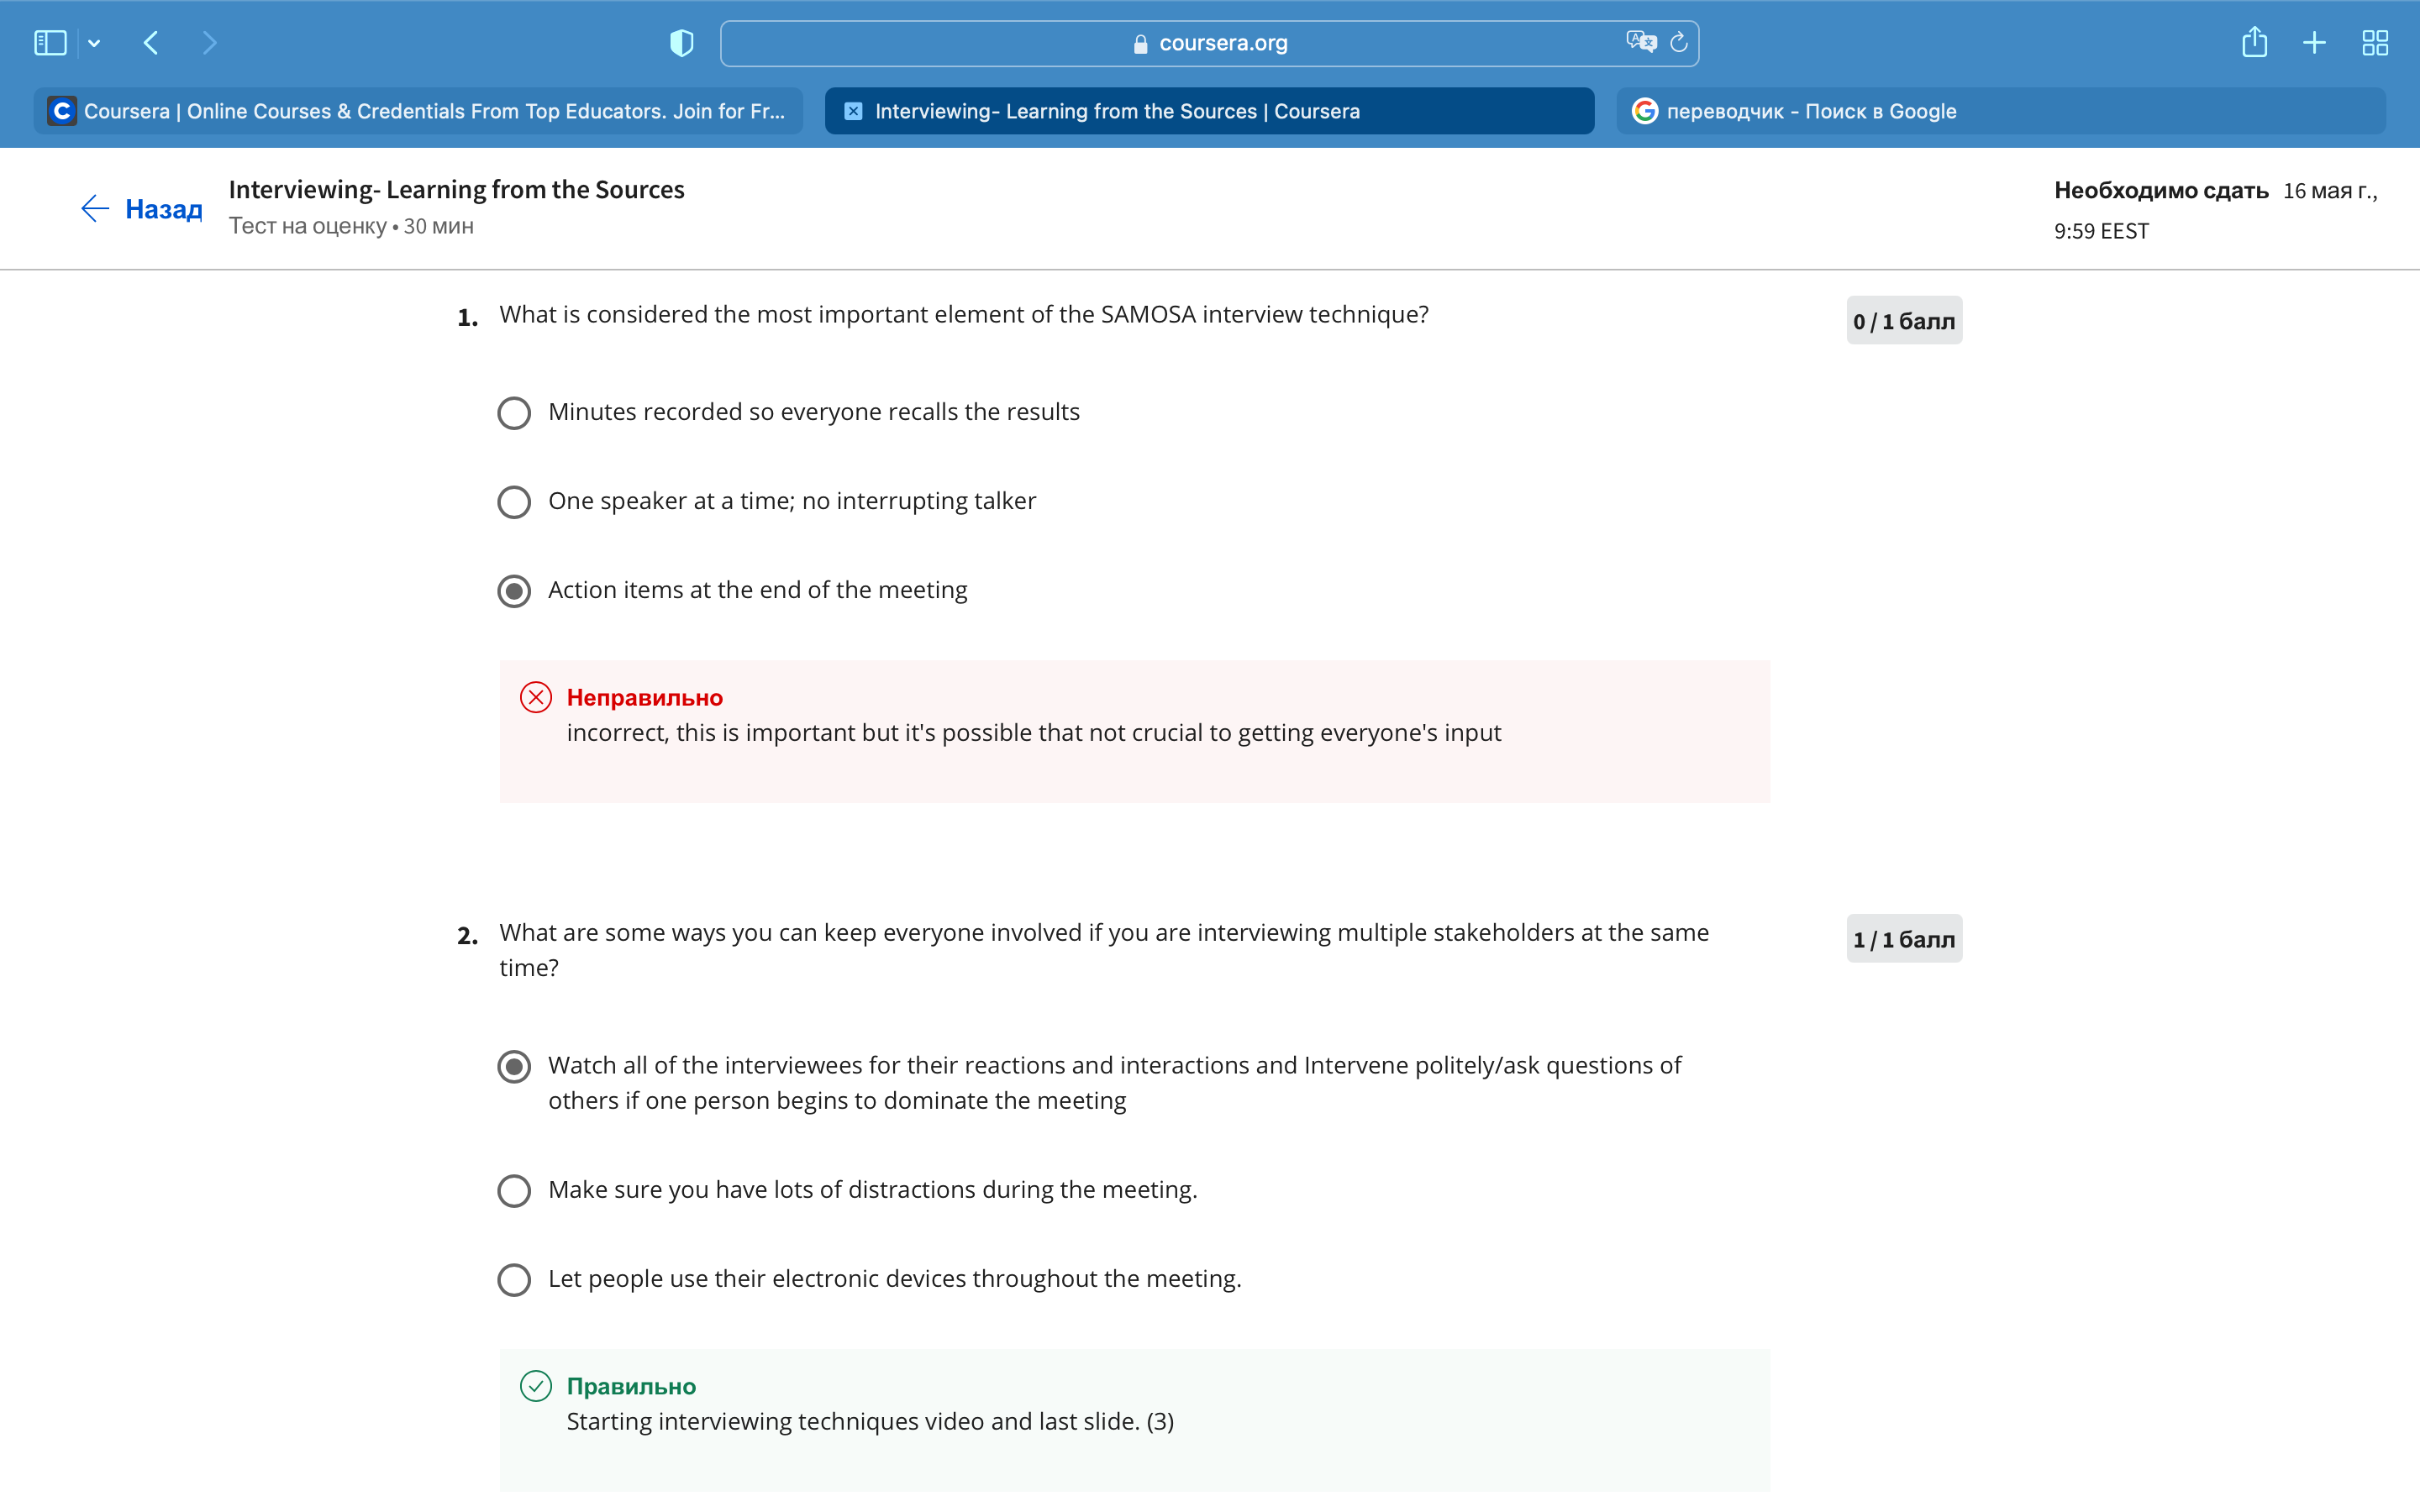 coursera.org
Coursera | Online Courses & Credentials From Top Educators. Join for Fr...
Interviewing- Learning from the Sources | Coursera
переводчик - Поиск в Google
Назад
Interviewing- Learning from the Sources
Тест на оценку • 30 мин
Необходимо сдать 16 мая г.,
9:59 EEST
1. What is considered the most important element of the SAMOSA interview technique?
0 / 1 балл
Minutes recorded so everyone recalls the results
One speaker at a time; no interrupting talker
Action items at the end of the meeting
Неправильно
incorrect, this is important but it's possible that not crucial to getting everyone's input
2. What are some ways you can keep everyone involved if you are interviewing multiple stakeholders at the same
time?
1 / 1 балл
Watch all of the interviewees for their reactions and interactions and Intervene politely/ask questions of
others if one person begins to dominate the meeting
Make sure you have lots of distractions during the meeting.
Let people use their electronic devices throughout the meeting.
Правильно
Starting interviewing techniques video and last slide. (3)